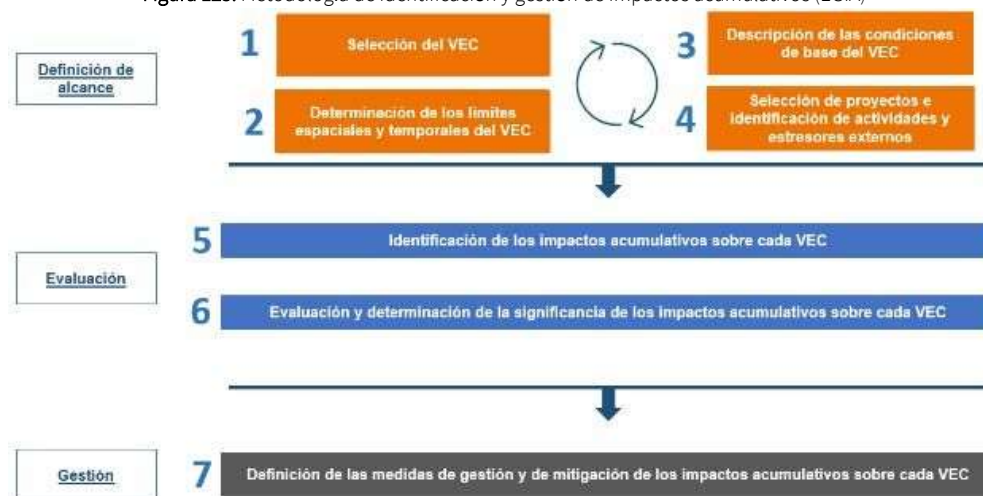 Definición de
alcance
1
Selección del VEC
2
Determinación de los límites
espaciales y temporales del VEC
3
Descripción de las condiciones
de base del VEC
4
Selección de proyectos e
identificación de actividades y
estresores externos
Evaluación
5
Identificación de los impactos acumulativos sobre cada VEC
6
Evaluación y determinación de la significancia de los impactos acumulativos sobre cada VEC
Gestión
7
Definición de las medidas de gestión y de mitigación de los impactos acumulativos sobre cada VEC